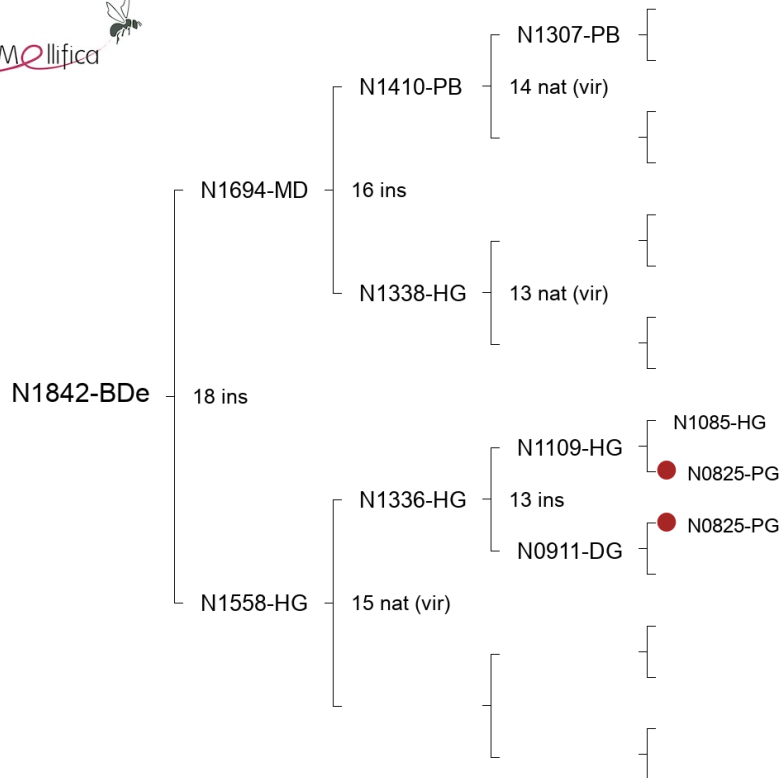 Mellifica
N1307-PB
N1410-PB
14 nat (vir)
N1694-MD
16 ins
N1338-HG
13 nat (vir)
N1842-BDe
18 ins
N1085-HG
N1109-HG
N0825-PG
N1336-HG
13 ins
N0825-PG
N0911-DG
N1558-HG
15 nat (vir)